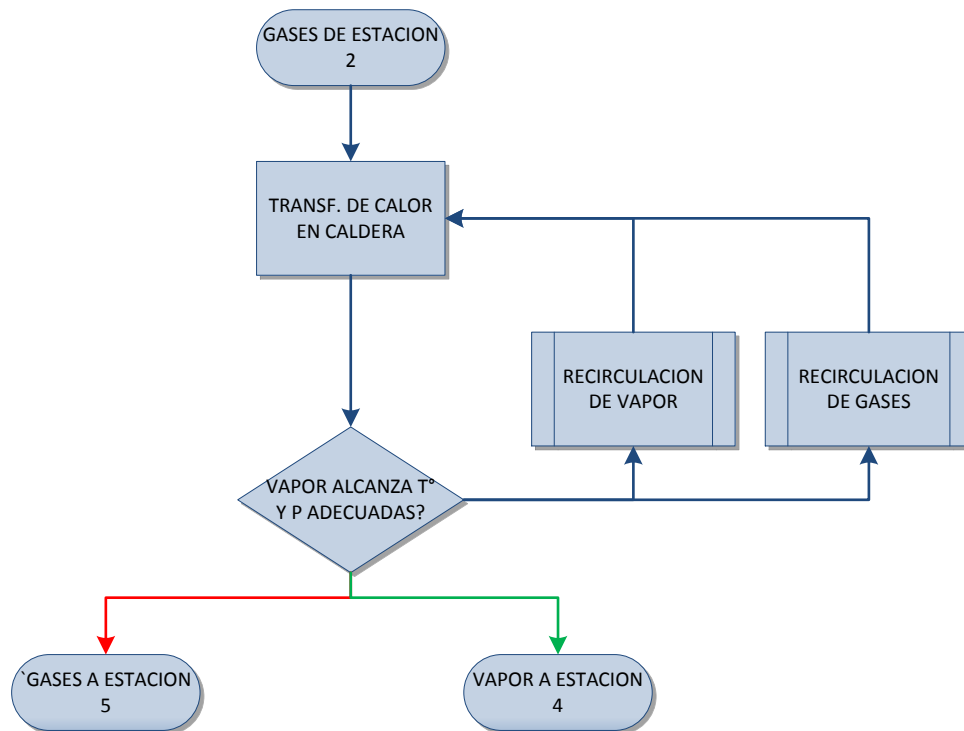 GASES DE ESTACION
2
TRANSF. DE CALOR
EN CALDERA
RECIRCULACION
DE VAPOR
RECIRCULACION
DE GASES
VAPOR ALCANZA T°
Y P ADECUADAS?
`GASES A ESTACION
5
VAPOR A ESTACION
4